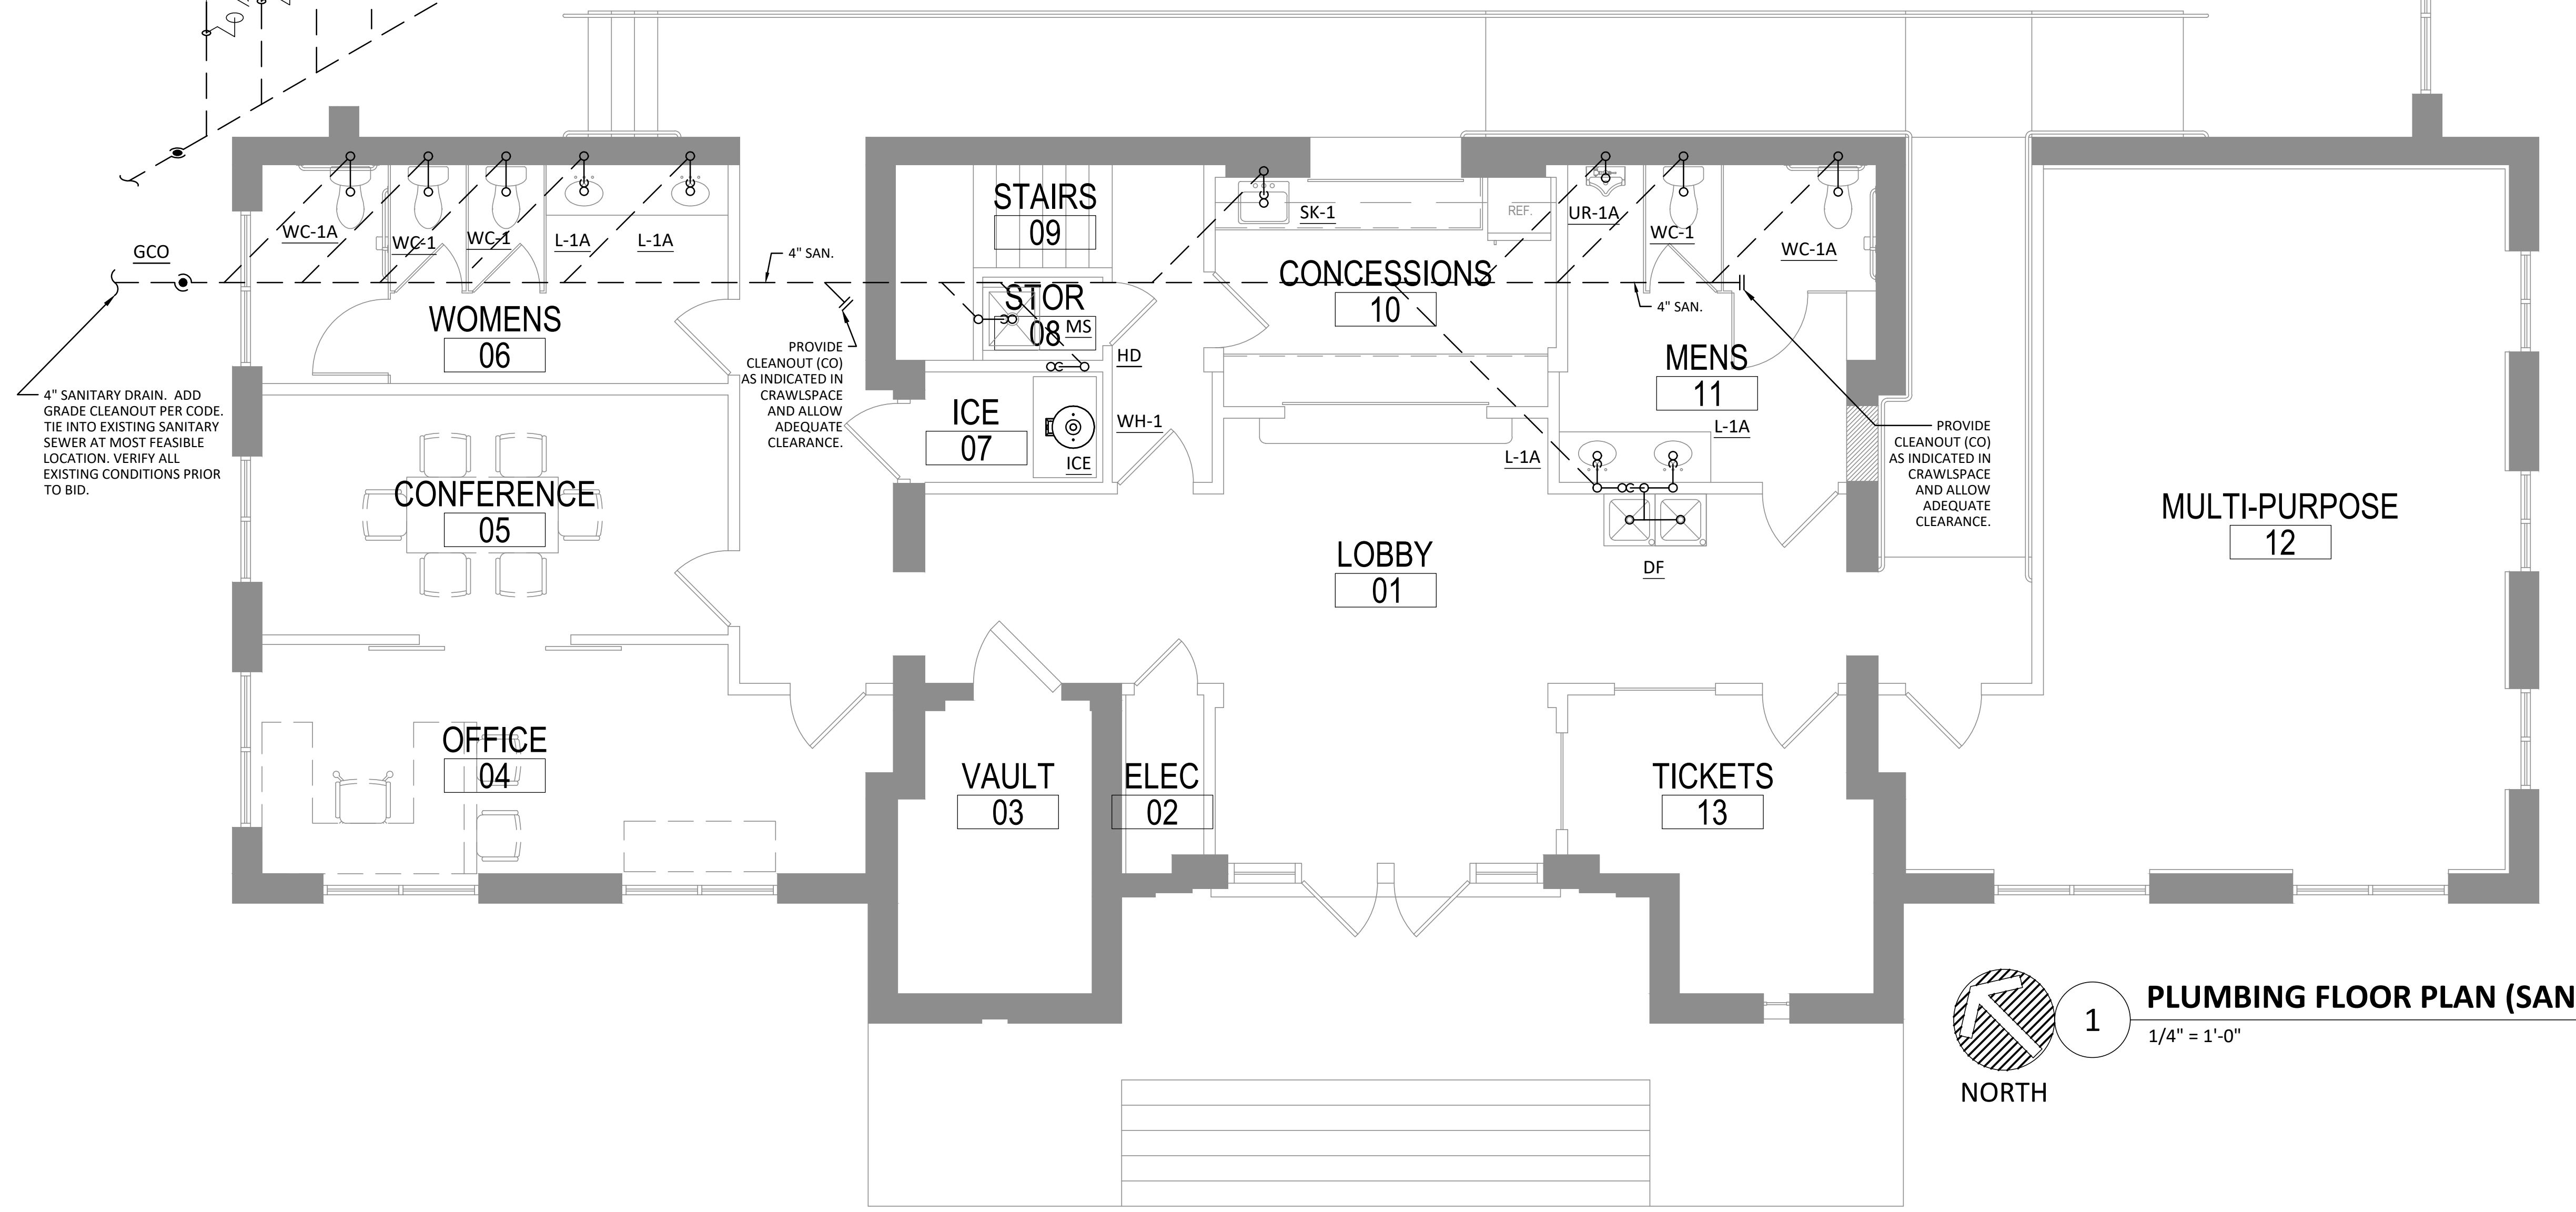 STAIRS
09
SK-1
REF.
UR-1A
WC-1A
WC-1
WC-1
L-1A
L-1A
WC-1
WC-1A
GCO
4" SAN.
CONCESSIONS
10
STOR
08
MS
4" SAN.
WOMENS
06
PROVIDE
CLEANOUT (CO)
AS INDICATED IN
CRAWLSPACE
AND ALLOW
ADEQUATE
CLEARANCE.
HD
MENS
11
4" SANITARY DRAIN. ADD
GRADE CLEANOUT PER CODE.
TIE INTO EXISTING SANITARY
SEWER AT MOST FEASIBLE
LOCATION. VERIFY ALL
EXISTING CONDITIONS PRIOR
TO BID.
ICE
07
WH-1
ICE
L-1A
L-1A
PROVIDE
CLEANOUT (CO)
AS INDICATED IN
CRAWLSPACE
AND ALLOW
ADEQUATE
CLEARANCE.
CONFERENCE
05
MULTI-PURPOSE
12
LOBBY
01
DF
OFFICE
04
VAULT
03
ELEC
02
TICKETS
13
NORTH
1
PLUMBING FLOOR PLAN (SAN
1/4" = 1'-0"